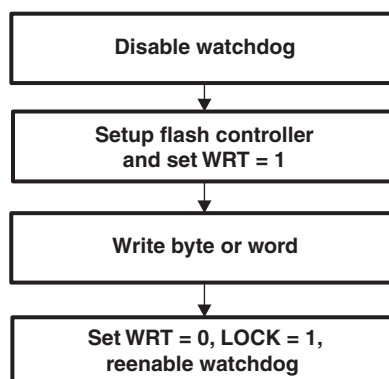 Disable watchdog
Setup flash controller
and set WRT = 1
Write byte or word
Set WRT = 0, LOCK = 1,
reenable watchdog